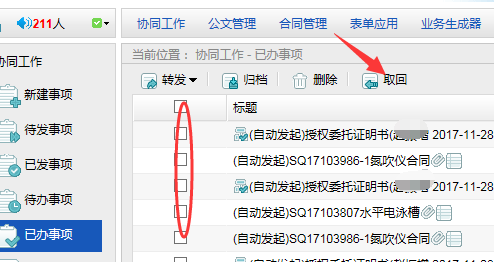 211人
协同工作 公文管理 合同管理 表单应用 业务生成器
协同工作
新建事项
待发事项
已发事项
待办事项
已办事项
当前位置： 协同工作 - 已办事项
转发 归档 删除 取回
标题
(自动发起)授权委托证明书( 2017-11-28
(自动发起)SQ17103986-1氮吹仪合同
(自动发起)授权委托证明书( 2017-11-28
(自动发起)SQ17103807水平电泳槽
(自动发起)SQ17103986-1氮吹仪合同